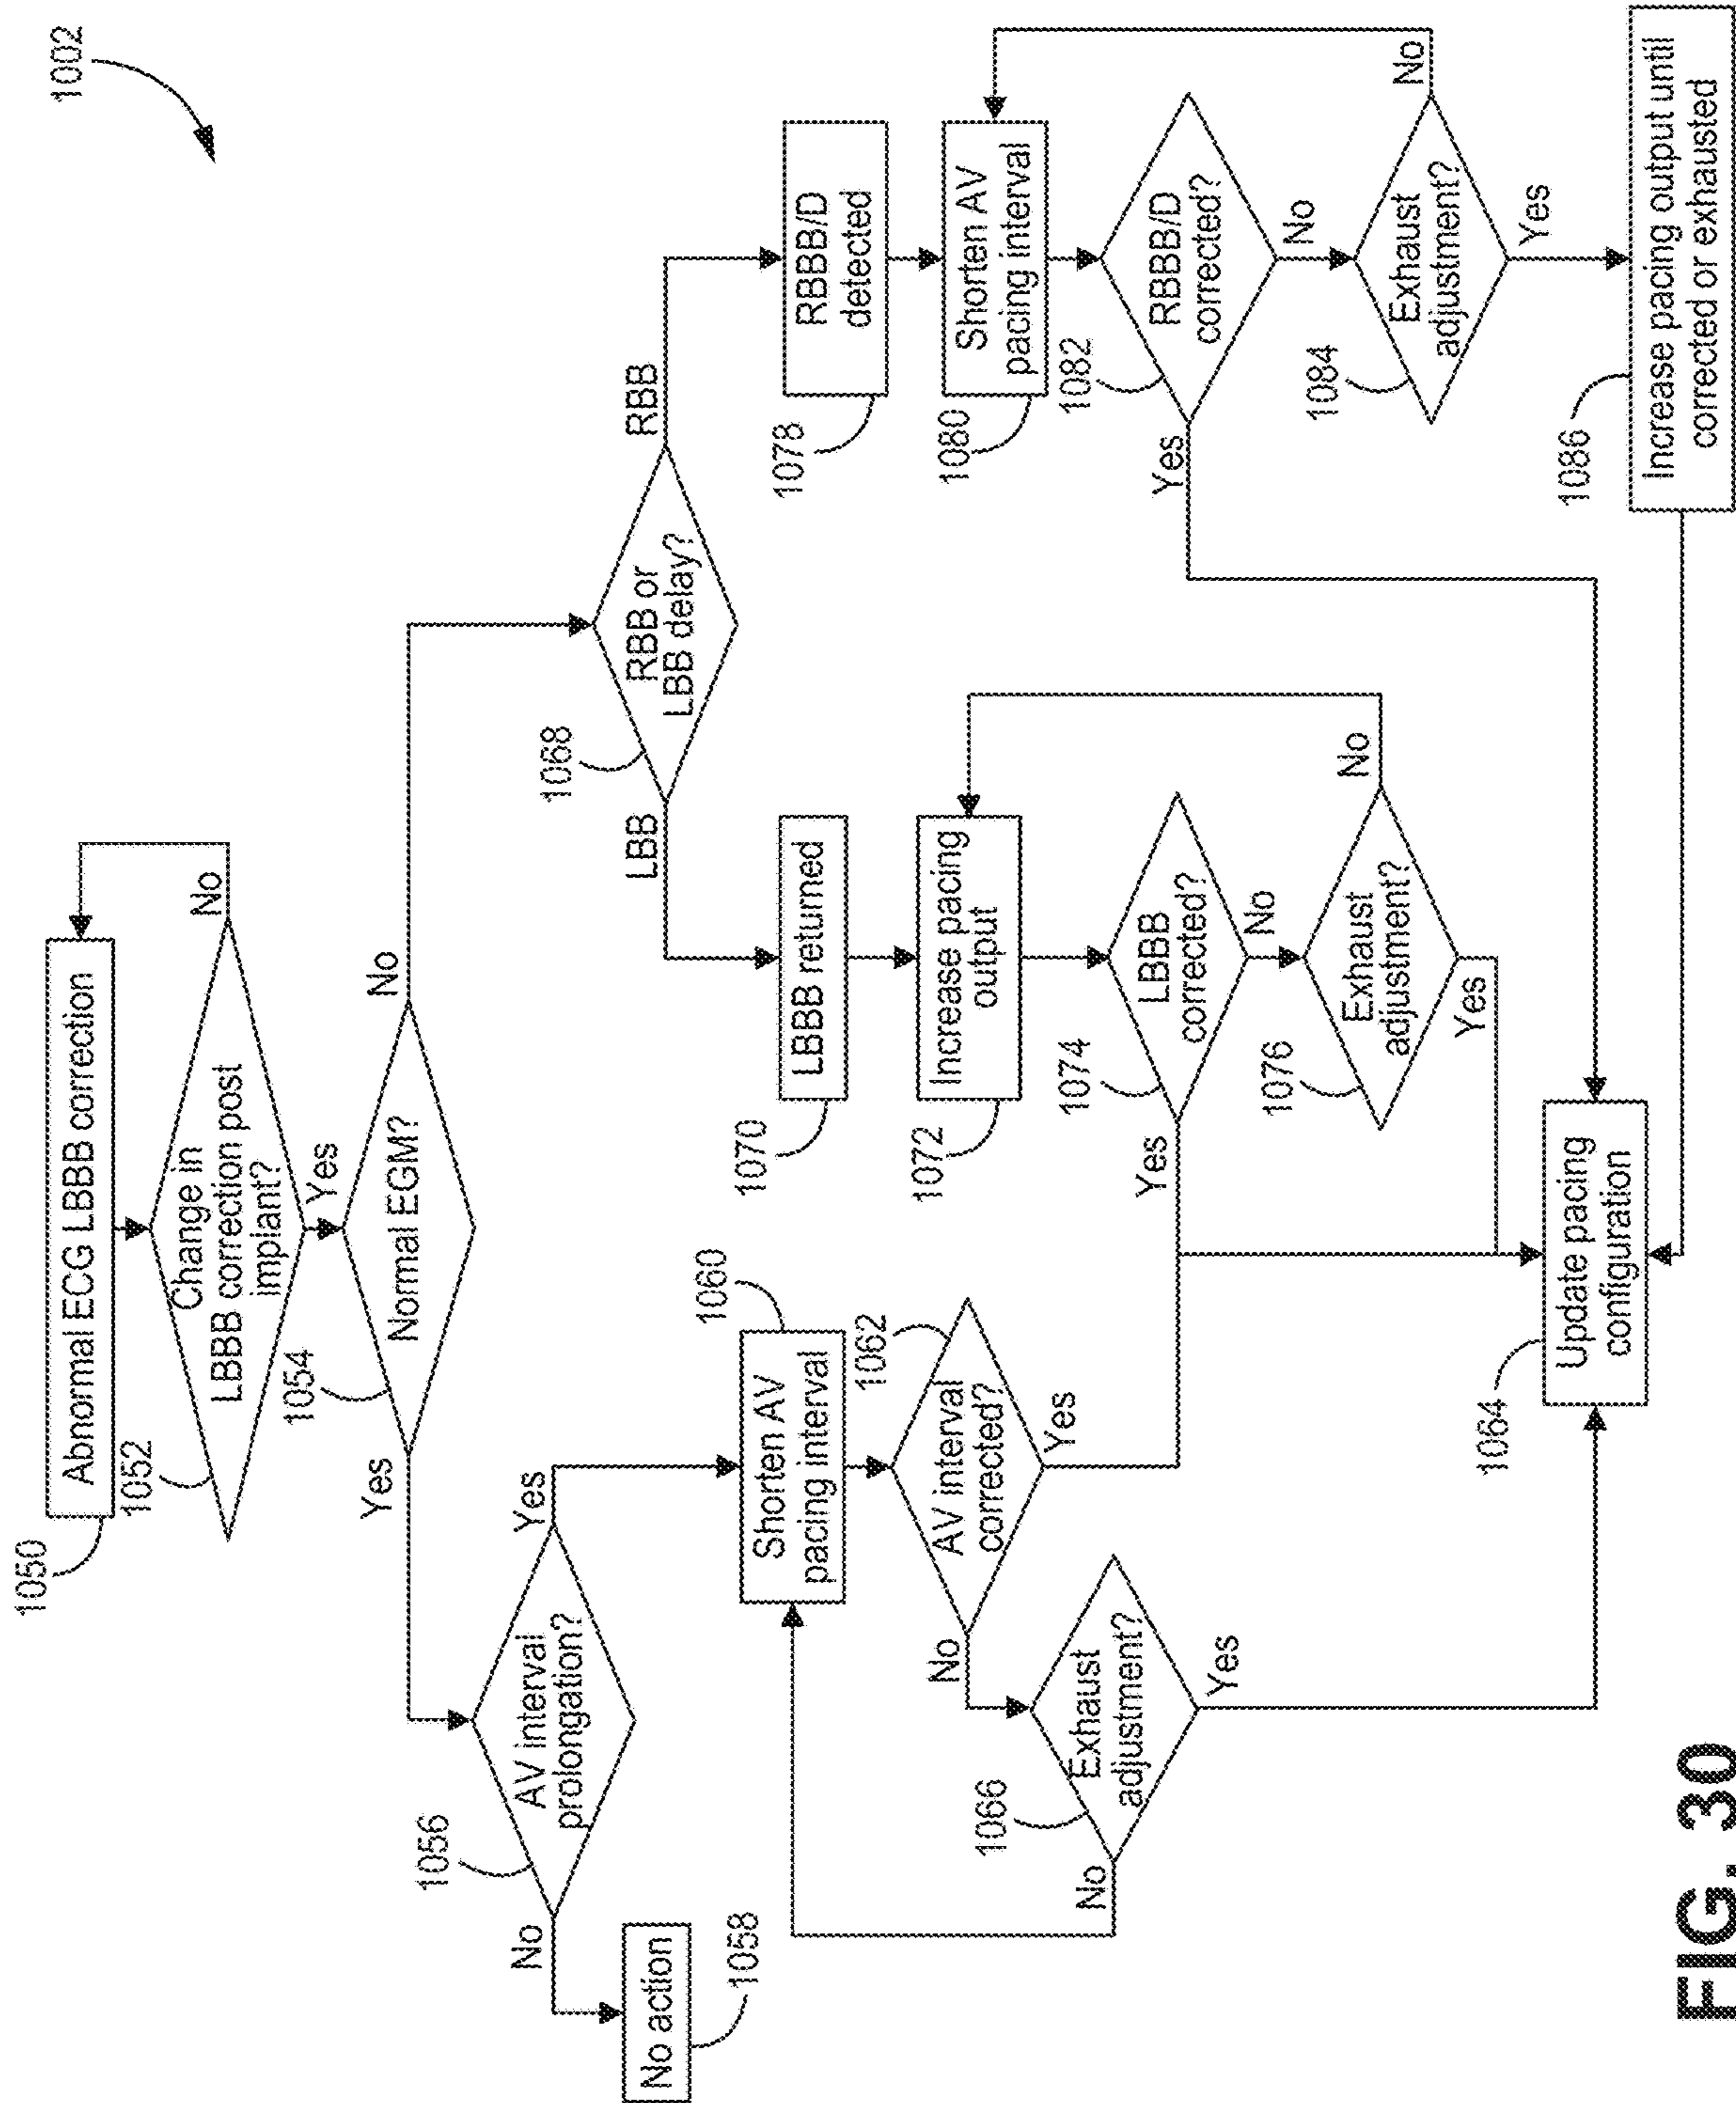 1002
1050
Abnormal ECG LBBB correction
1052
Change in
LBBB correction post
implant?
No
Yes
1054
Normal EGM?
Yes
No
1056
AV interval
prolongation?
No
Yes
No action
1058
Shorten AV
pacing interval
1060
AV interval
corrected?
1062
No
Yes
Exhaust
adjustment?
1066
No
Yes
1068
RBB or
LBB delay?
LBB
RBB
LBBB returned
1070
Increase pacing
output
1072
LBBB
corrected?
1074
Yes
No
Exhaust
adjustment?
1076
No
Yes
RBBB/D
detected
1078
Shorten AV
pacing interval
1080
RBBB/D
corrected?
1082
Yes
No
Exhaust
adjustment?
1084
No
Yes
1086
Increase pacing output until
corrected or exhausted
1064
Update pacing
configuration
FIG. 30